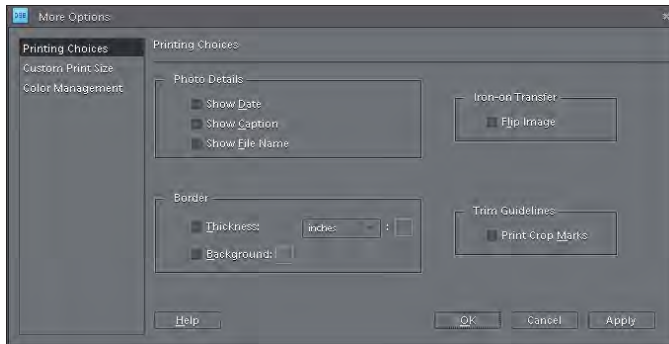 More Options
Printing Choices
Custom Print Size
Color Management
Printing Choices
Photo Details
Show Date
Show Caption
Show File Name
Iron-on Transfer
Flip Image
Border
Thickness: inches :
Background:
Trim Guidelines
Print Crop Marks
Help OK Cancel Apply